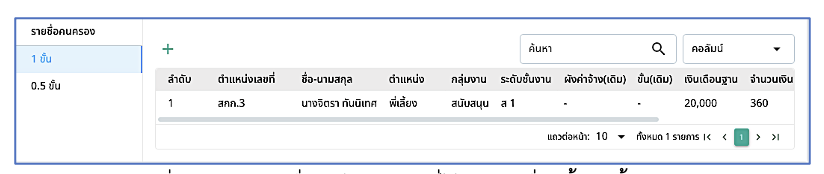 รายชื่อคนครอง
1 ขั้น
0.5 ขั้น
ค้นหา
คอลัมน์
ลำดับ ตำแหน่งเลขที่ ชื่อ-นามสกุล ตำแหน่ง กลุ่มงาน ระดับชั้นงาน ผังค่าจ้าง(เดิม) ขั้น(เดิม) เงินเดือนฐาน จำนวนเงิน
1 สกก.3 นางจิตรา กันนิเทศ พี่เลี้ยง สนับสนุน ส 1 - - 20,000 360
แถวต่อหน้า: 10 ทั้งหมด 1 รายการ 1